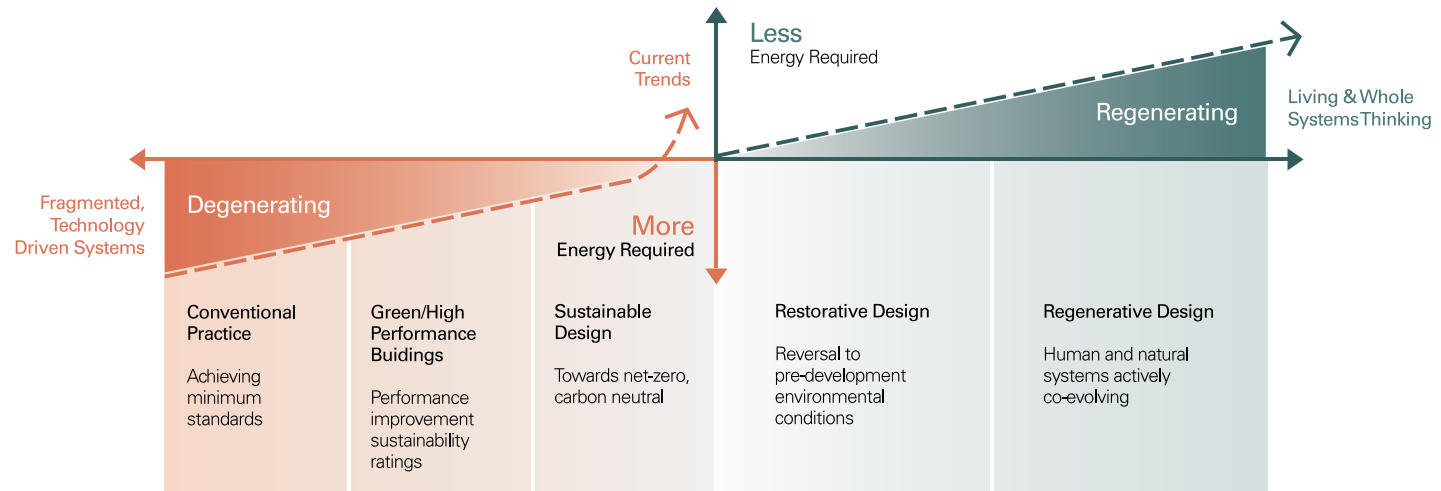 Current
Trends
Less
Energy Required
Regenerating
Living & Whole
Systems Thinking
Fragmented,
Technology
Driven Systems
Degenerating
More
Energy Required
Conventional
Practice
Achieving
minimum
standards
Green/High
Performance
Buidings
Performance
improvement
sustainability
ratings
Sustainable
Design
Towards net-zero,
carbon neutral
Restorative Design
Reversal to
pre-development
environmental
conditions
Regenerative Design
Human and natural
systems actively
co-evolving